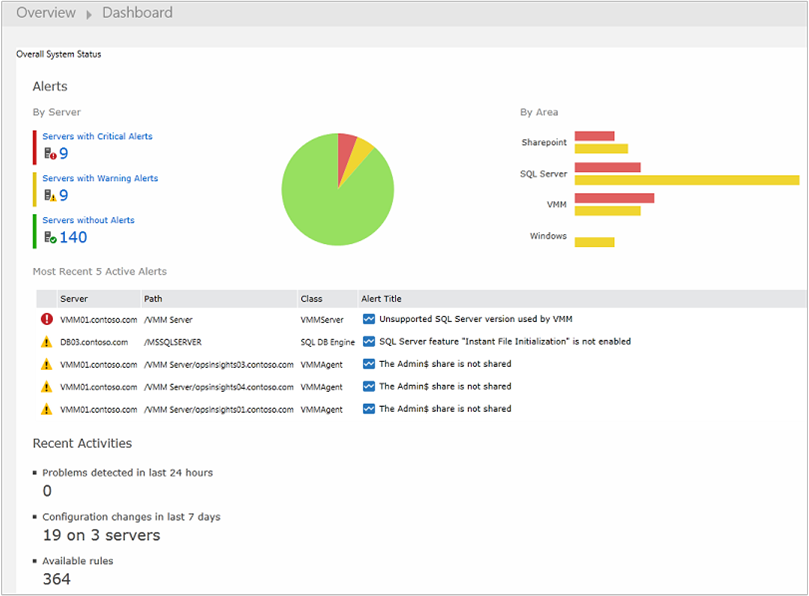 Overview ▸ Dashboard
Overall System Status
Alerts
By Server
Servers with Critical Alerts
9
Servers with Warning Alerts
9
Servers without Alerts
140
By Area
Sharepoint
SQL Server
VMM
Windows
Most Recent 5 Active Alerts
Server Path Class Alert Title
VMM01.contoso.com /VMM Server VMMServer Unsupported SQL Server version used by VMM
DB03.contoso.com /MSSQLSERVER SQL DB Engine SQL Server feature "Instant File Initialization" is not enabled
VMM01.contoso.com /VMM Server/opsinsights03.contoso.com VMMAgent The Admin$ share is not shared
VMM01.contoso.com /VMM Server/opsinsights04.contoso.com VMMAgent The Admin$ share is not shared
VMM01.contoso.com /VMM Server/opsinsights01.contoso.com VMMAgent The Admin$ share is not shared
Recent Activities
▪ Problems detected in last 24 hours
0
▪ Configuration changes in last 7 days
19 on 3 servers
▪ Available rules
364